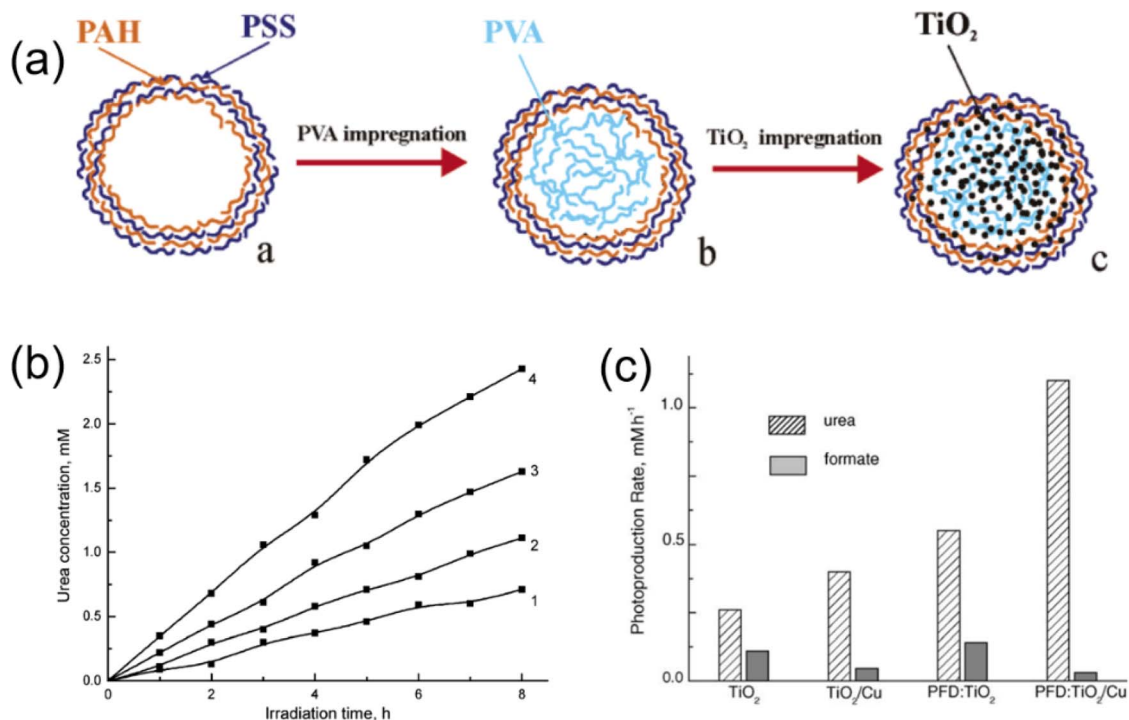 (a)
PAH
PSS
PVA
TiO₂
PVA impregnation
TiO₂ impregnation
a
b
c
(b)
Urea concentration, mM
2.5
2.0
1.5
1.0
0.5
0.0
0
2
4
6
8
4
3
2
1
Irradiation time, h
(c)
Photoproduction Rate, mM h⁻¹
1.0
0.5
0.0
urea
formate
TiO₂
TiO₂/Cu
PFD:TiO₂
PFD:TiO₂/Cu